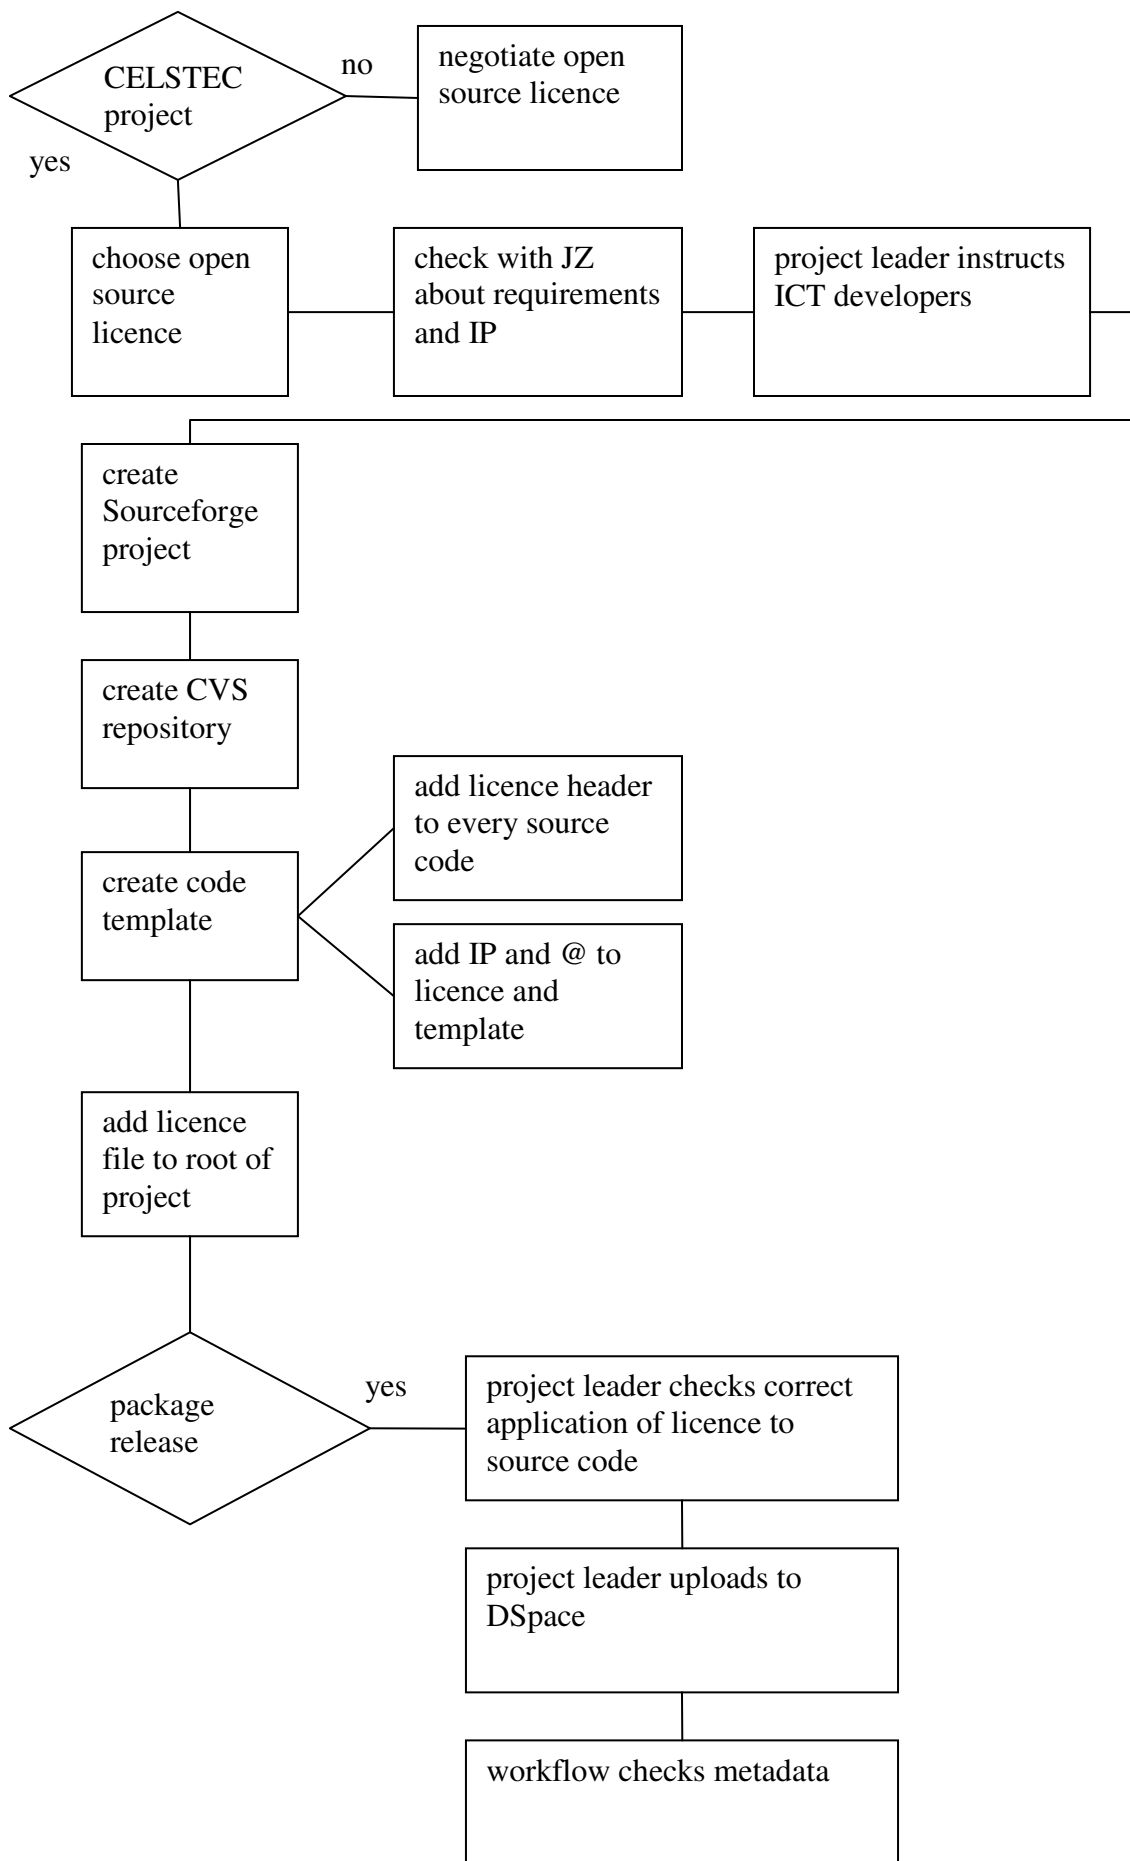 CELSTEC
project
no
negotiate open
source licence
yes
choose open
source
licence
check with JZ
about requirements
and IP
project leader instructs
ICT developers
create
Sourceforge
project
create CVS
repository
create code
template
add licence header
to every source
code
add IP and @ to
licence and
template
add licence
file to root of
project
package
release
yes
project leader checks correct
application of licence to
source code
project leader uploads to
DSpace
workflow checks metadata